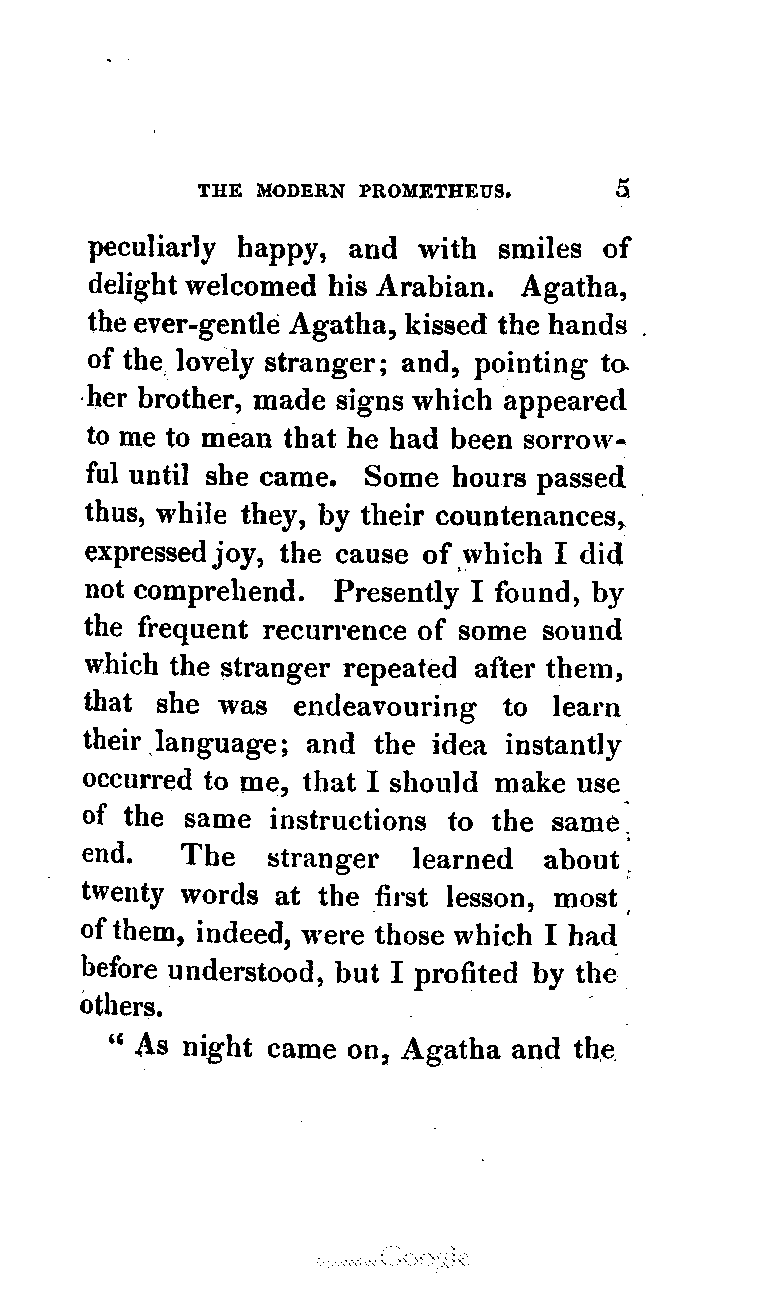 THE MODERN PROMETHEUS. 5
peculiarly happy, and with smiles of
delight welcomed his Arabian. Agatha,
the ever-gentle Agatha, kissed the hands
of the lovely stranger; and, pointing to
her brother, made signs which appeared
to me to mean that he had been sorrow-
ful until she came. Some hours passed
thus, while they, by their countenances,
expressed joy, the cause of which I did
not comprehend. Presently I found, by
the frequent recurrence of some sound
which the stranger repeated after them,
that she was endeavouring to learn
their language; and the idea instantly
occurred to me, that I should make use
of the same instructions to the same
end. The stranger learned about
twenty words at the first lesson, most
of them, indeed, were those which I had
before understood, but I profited by the
others.
“ As night came on, Agatha and the
Google